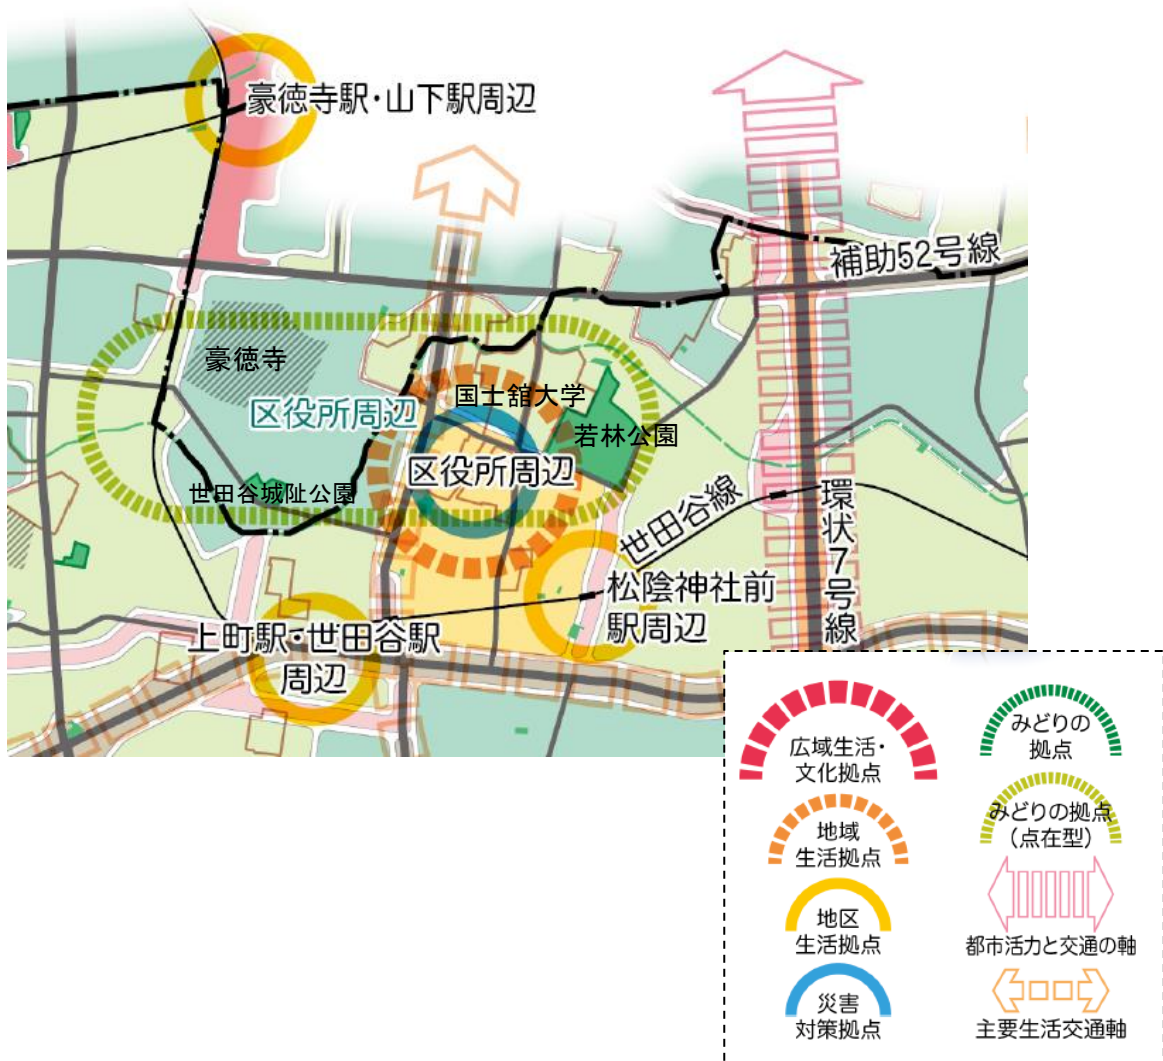 豪徳寺駅・山下駅周辺
補助52号線
豪徳寺
国士舘大学
区役所周辺
若林公園
区役所周辺
世田谷城阯公園
世田谷線
環状7号線
松陰神社前
駅周辺
上町駅・世田谷駅
周辺
広域生活・
文化拠点
みどりの
拠点
地域
生活拠点
みどりの拠点
(点在型)
地区
生活拠点
都市活力と交通の軸
災害
対策拠点
主要生活交通軸